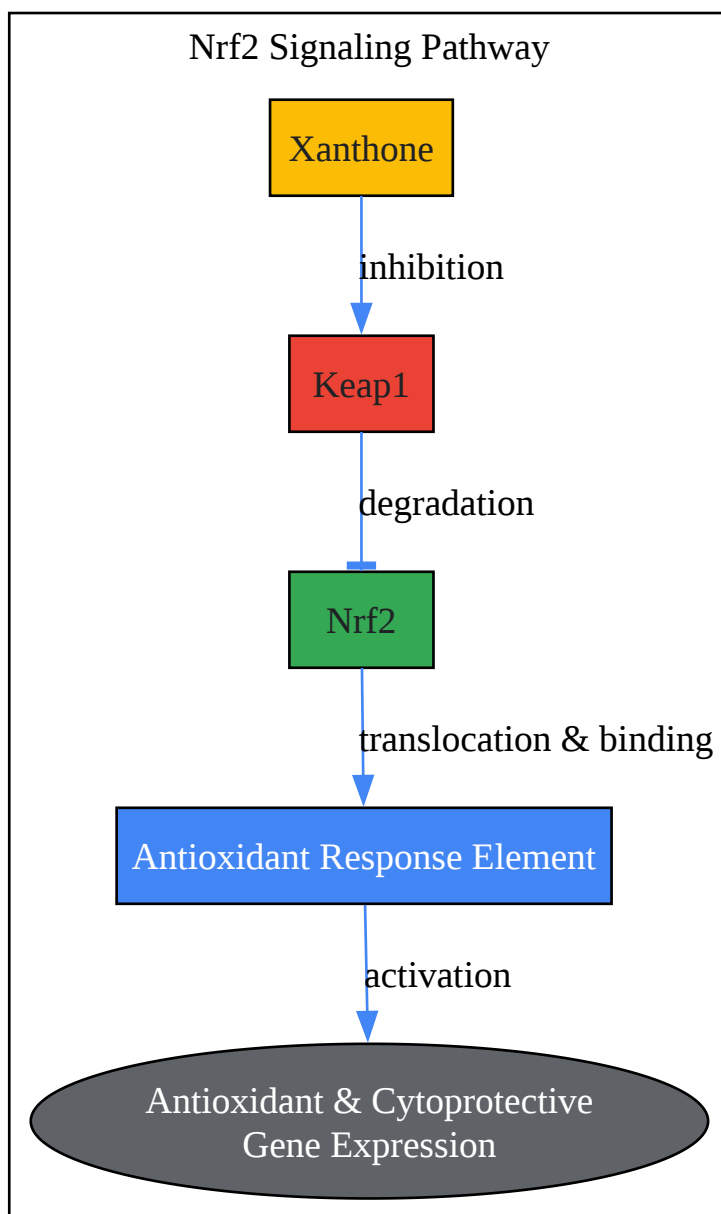 Nrf2 Signaling Pathway
Xanthone
inhibition
Keap1
degradation
Nrf2
translocation & binding
Antioxidant Response Element
activation
Antioxidant & Cytoprotective
Gene Expression